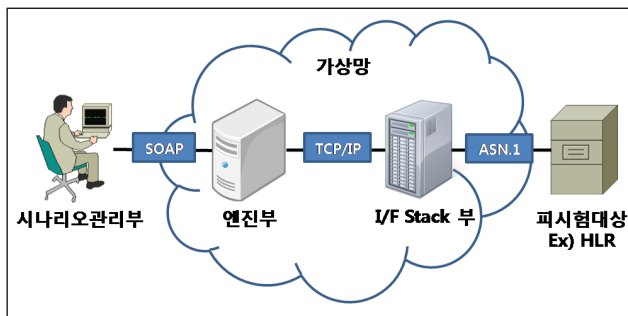 가상망
SOAP
TCP/IP
ASN.1
시나리오관리부
엔진부
I/F Stack 부
피시험대상
Ex) HLR